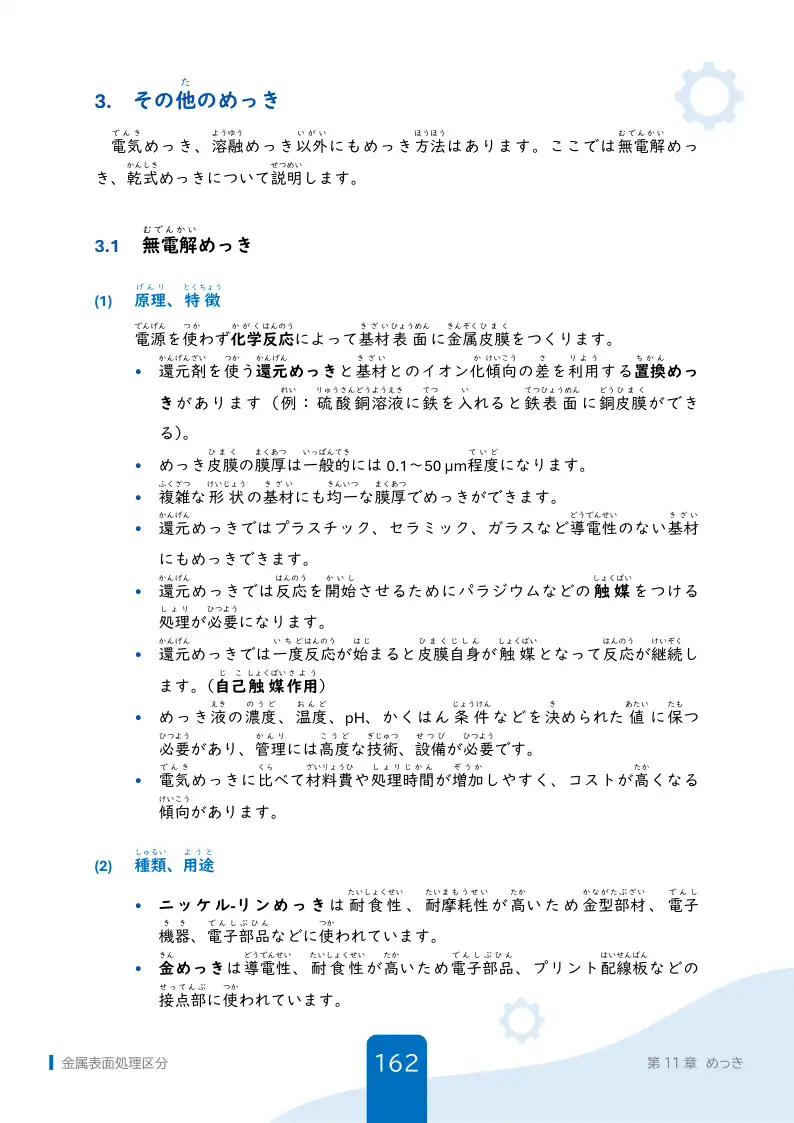 3. その他のめっき
電気めっき、溶融めっき以外にもめっき方法はあります。ここでは無電解めっ
き、乾式めっきについて説明します。
3.1 無電解めっき
(1) 原理、特徴
電源を使わず化学反応によって基材表面に金属皮膜をつくります。
• 還元剤を使う還元めっきと基材とのイオン化傾向の差を利用する置換めっ
きがあります（例：硫酸銅溶液に鉄を入れると鉄表面に銅皮膜ができ
る）。
• めっき皮膜の膜厚は一般的には 0.1～50 μm程度になります。
• 複雑な形状の基材にも均一な膜厚でめっきができます。
• 還元めっきではプラスチック、セラミック、ガラスなど導電性のない基材
にもめっきできます。
• 還元めっきでは反応を開始させるためにパラジウムなどの触媒をつける
処理が必要になります。
• 還元めっきでは一度反応が始まると皮膜自身が触媒となって反応が継続し
ます。（自己触媒作用）
• めっき液の濃度、温度、pH、かくはん条件などを決められた値に保つ
必要があり、管理には高度な技術、設備が必要です。
• 電気めっきに比べて材料費や処理時間が増加しやすく、コストが高くなる
傾向があります。
(2) 種類、用途
• ニッケル-リンめっきは耐食性、耐摩耗性が高いため金型部材、電子
機器、電子部品などに使われています。
• 金めっきは導電性、耐食性が高いため電子部品、プリント配線板などの
接点部に使われています。
金属表面処理区分
162
第 11 章 めっき